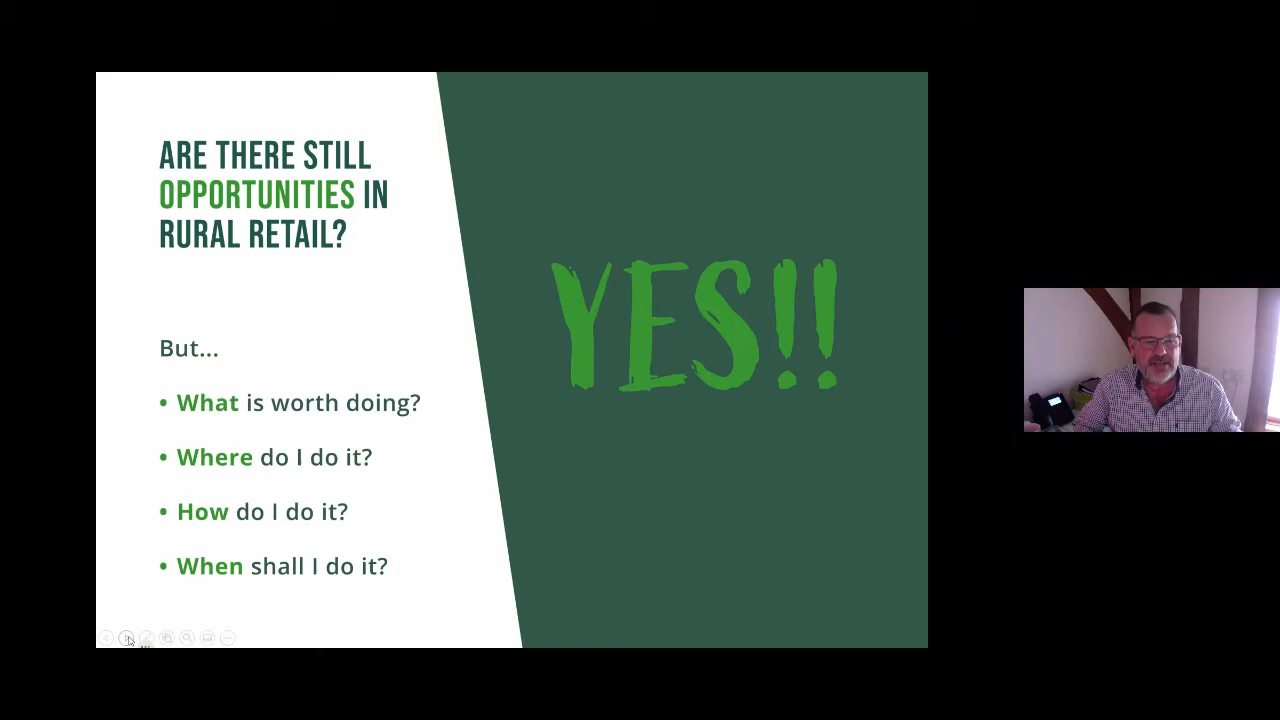 ARE THERE STILL
OPPORTUNITIES IN
RURAL RETAIL?
But...
• What is worth doing?
• Where do I do it?
• How do I do it?
• When shall I do it?
YES!!